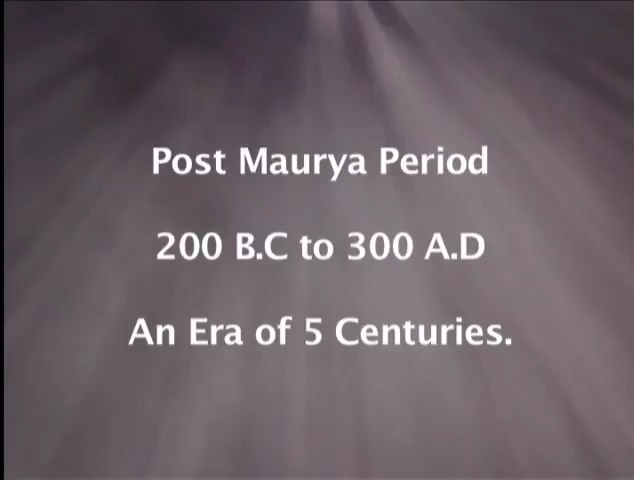 Post Maurya Period
200 B.C to 300 A.D
An Era of 5 Centuries.